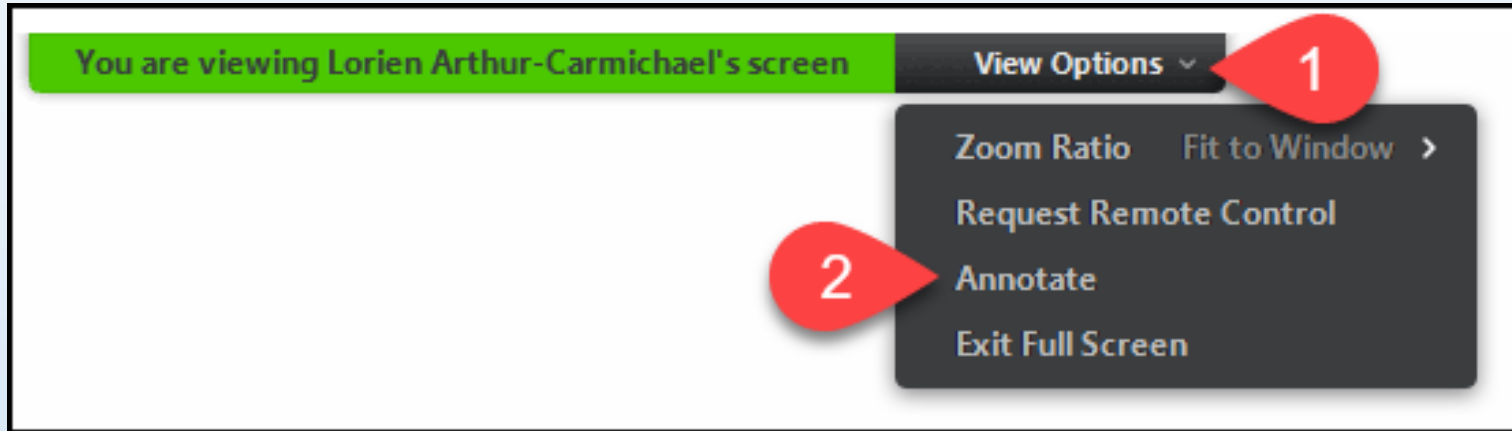 You are viewing Lorien Arthur-Carmichael's screen View Options 1
Zoom Ratio Fit to Window >
Request Remote Control
2 Annotate
Exit Full Screen